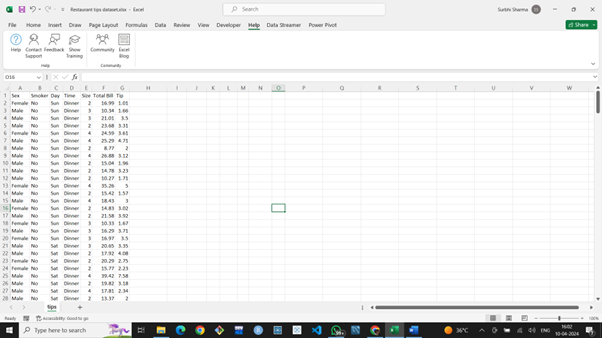 Restaurant tips dataset.xlsx - Excel
Search
Surbhi Sharma
File Home Insert Draw Page Layout Formulas Data Review View Developer Help Data Streamer Power Pivot
Share
Help Contact Support Feedback Show Training Community Excel Blog
Help Community
O16 fx
A B C D E F G H I J K L M N O P Q R S T U V W
1 Sex Smoker Day Time Size Total Bill Tip
2 Female No Sun Dinner 2 16.99 1.01
3 Male No Sun Dinner 3 10.34 1.66
4 Male No Sun Dinner 3 21.01 3.5
5 Male No Sun Dinner 2 23.68 3.31
6 Female No Sun Dinner 4 24.59 3.61
7 Male No Sun Dinner 4 25.29 4.71
8 Male No Sun Dinner 2 8.77 2
9 Male No Sun Dinner 4 26.88 3.12
10 Male No Sun Dinner 2 15.04 1.96
11 Male No Sun Dinner 2 14.78 3.23
12 Male No Sun Dinner 2 10.27 1.71
13 Female No Sun Dinner 4 35.26 5
14 Male No Sun Dinner 2 15.42 1.57
15 Male No Sun Dinner 4 18.43 3
16 Female No Sun Dinner 2 14.83 3.02
17 Male No Sun Dinner 2 21.58 3.92
18 Female No Sun Dinner 3 10.33 1.67
19 Male No Sun Dinner 3 16.29 3.71
20 Female No Sun Dinner 3 16.97 3.5
21 Male No Sat Dinner 3 20.65 3.35
22 Male No Sat Dinner 2 17.92 4.08
23 Female No Sat Dinner 2 20.29 2.75
24 Female No Sat Dinner 2 15.77 2.23
25 Male No Sat Dinner 4 39.42 7.58
26 Male No Sat Dinner 2 19.82 3.18
27 Male No Sat Dinner 4 17.81 2.34
28 Male No Sat Dinner 2 13.37 2
tips
Ready Accessibility: Good to go 100%
Type here to search
99+
36°C
ENG
16:02
10-04-2024